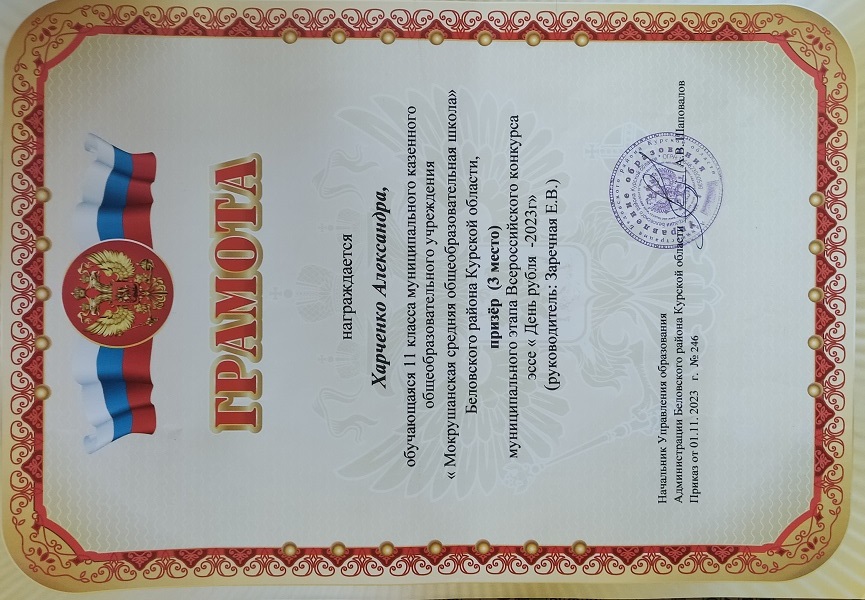 ГРАМОТА
награждается
Харченко Александра,
обучающаяся 11 класса муниципального казенного
общеобразовательного учреждения
« Мокрушанская средняя общеобразовательная школа»
Беловского района Курской области,
призёр (3 место)
муниципального этапа Всероссийского конкурса
эссе « День рубля -2023г»
(руководитель: Заречная Е.В.)
Начальник Управления образования
Администрации Беловского района Курской области А.В. Шаповалов
Приказ от 01.11. 2023 г. № 246